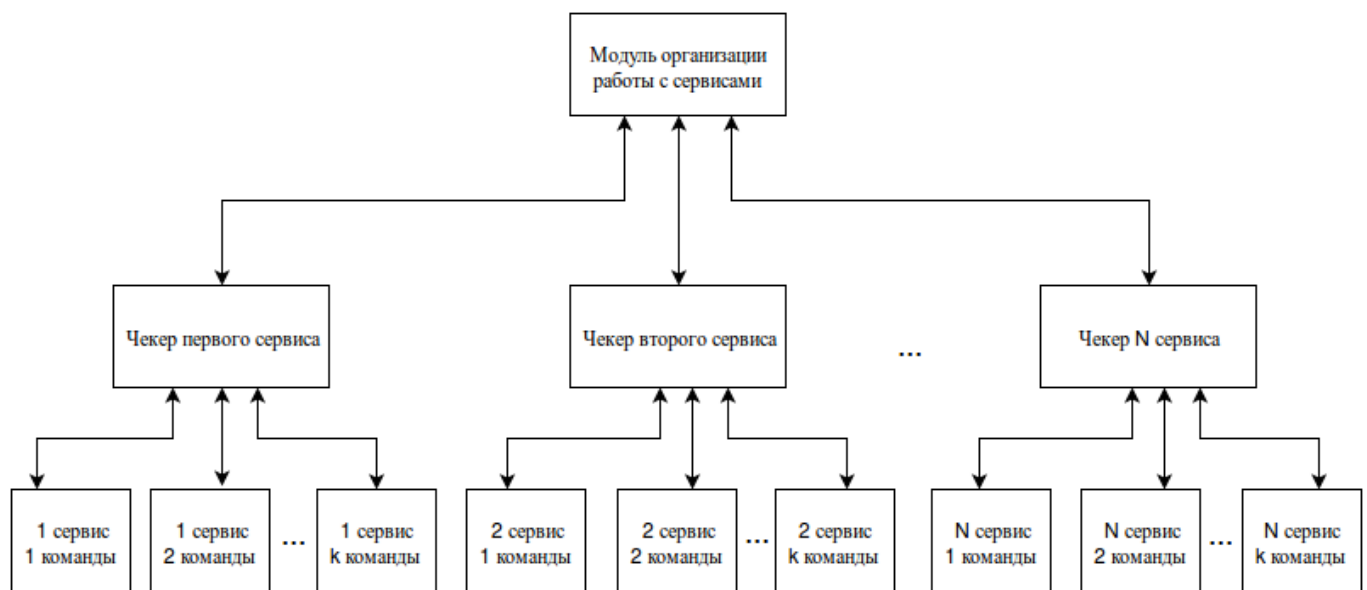 Модуль организации
работы с сервисами
Чекер первого сервиса
Чекер второго сервиса
...
Чекер N сервиса
1 сервис
1 команды
1 сервис
2 команды
...
1 сервис
k команды
2 сервис
1 команды
2 сервис
2 команды
...
2 сервис
k команды
N сервис
1 команды
N сервис
2 команды
...
N сервис
k команды